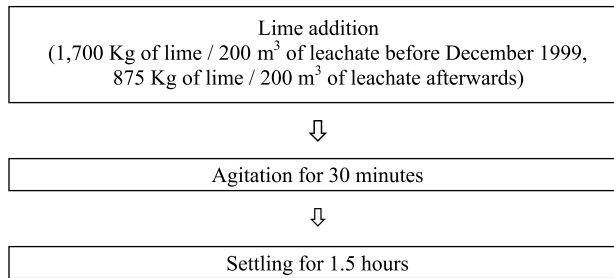 Lime addition
(1,700 Kg of lime / 200 m³ of leachate before December 1999,
875 Kg of lime / 200 m³ of leachate afterwards)
Agitation for 30 minutes
Settling for 1.5 hours